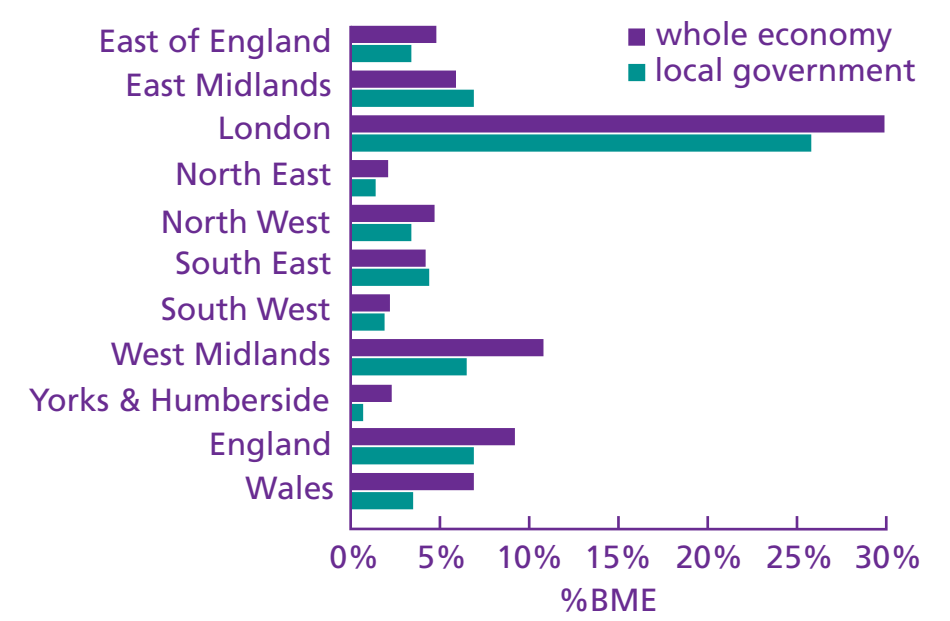 whole economy
local government
East of England
East Midlands
London
North East
North West
South East
South West
West Midlands
Yorks & Humberside
England
Wales
0% 5% 10% 15% 20% 25% 30%
%BME